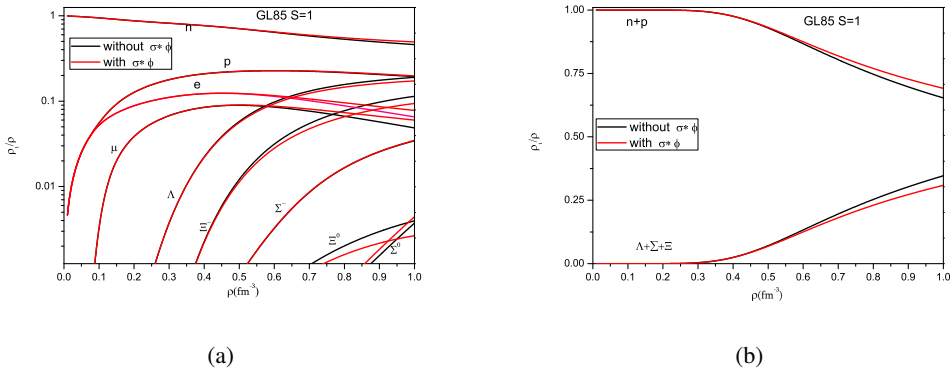 GL85 S=1
n
without σ* ϕ
with σ* ϕ
p
e
μ
Λ
Ξ⁻
Σ⁻
Ξ⁰
Σ⁰
1
0.1
0.01
ρᵢ/ρ
0.0 0.1 0.2 0.3 0.4 0.5 0.6 0.7 0.8 0.9 1.0
ρ(fm⁻³)
(a)
n+p
GL85 S=1
without σ* ϕ
with σ* ϕ
Λ+Σ+Ξ
1.00
0.75
0.50
0.25
0.00
ρᵢ/ρ
0.0 0.1 0.2 0.3 0.4 0.5 0.6 0.7 0.8 0.9 1.0
ρ(fm⁻³)
(b)